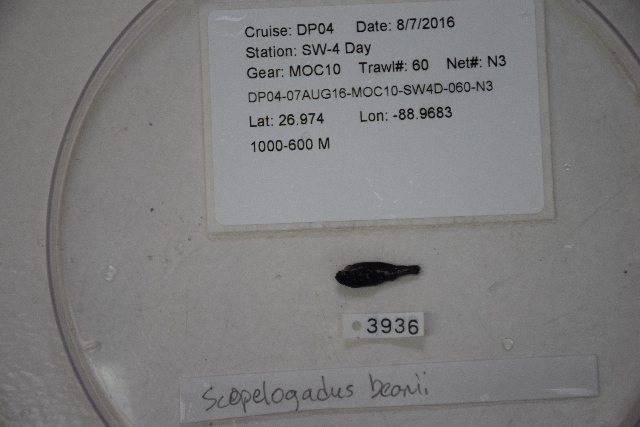 Cruise: DP04 Date: 8/7/2016
Station: SW-4 Day
Gear: MOC10 Trawl#: 60 Net#: N3
DP04-07AUG16-MOC10-SW4D-060-N3
Lat: 26.974 Lon: -88.9683
1000-600 M
3936
Scopelogadus beanii